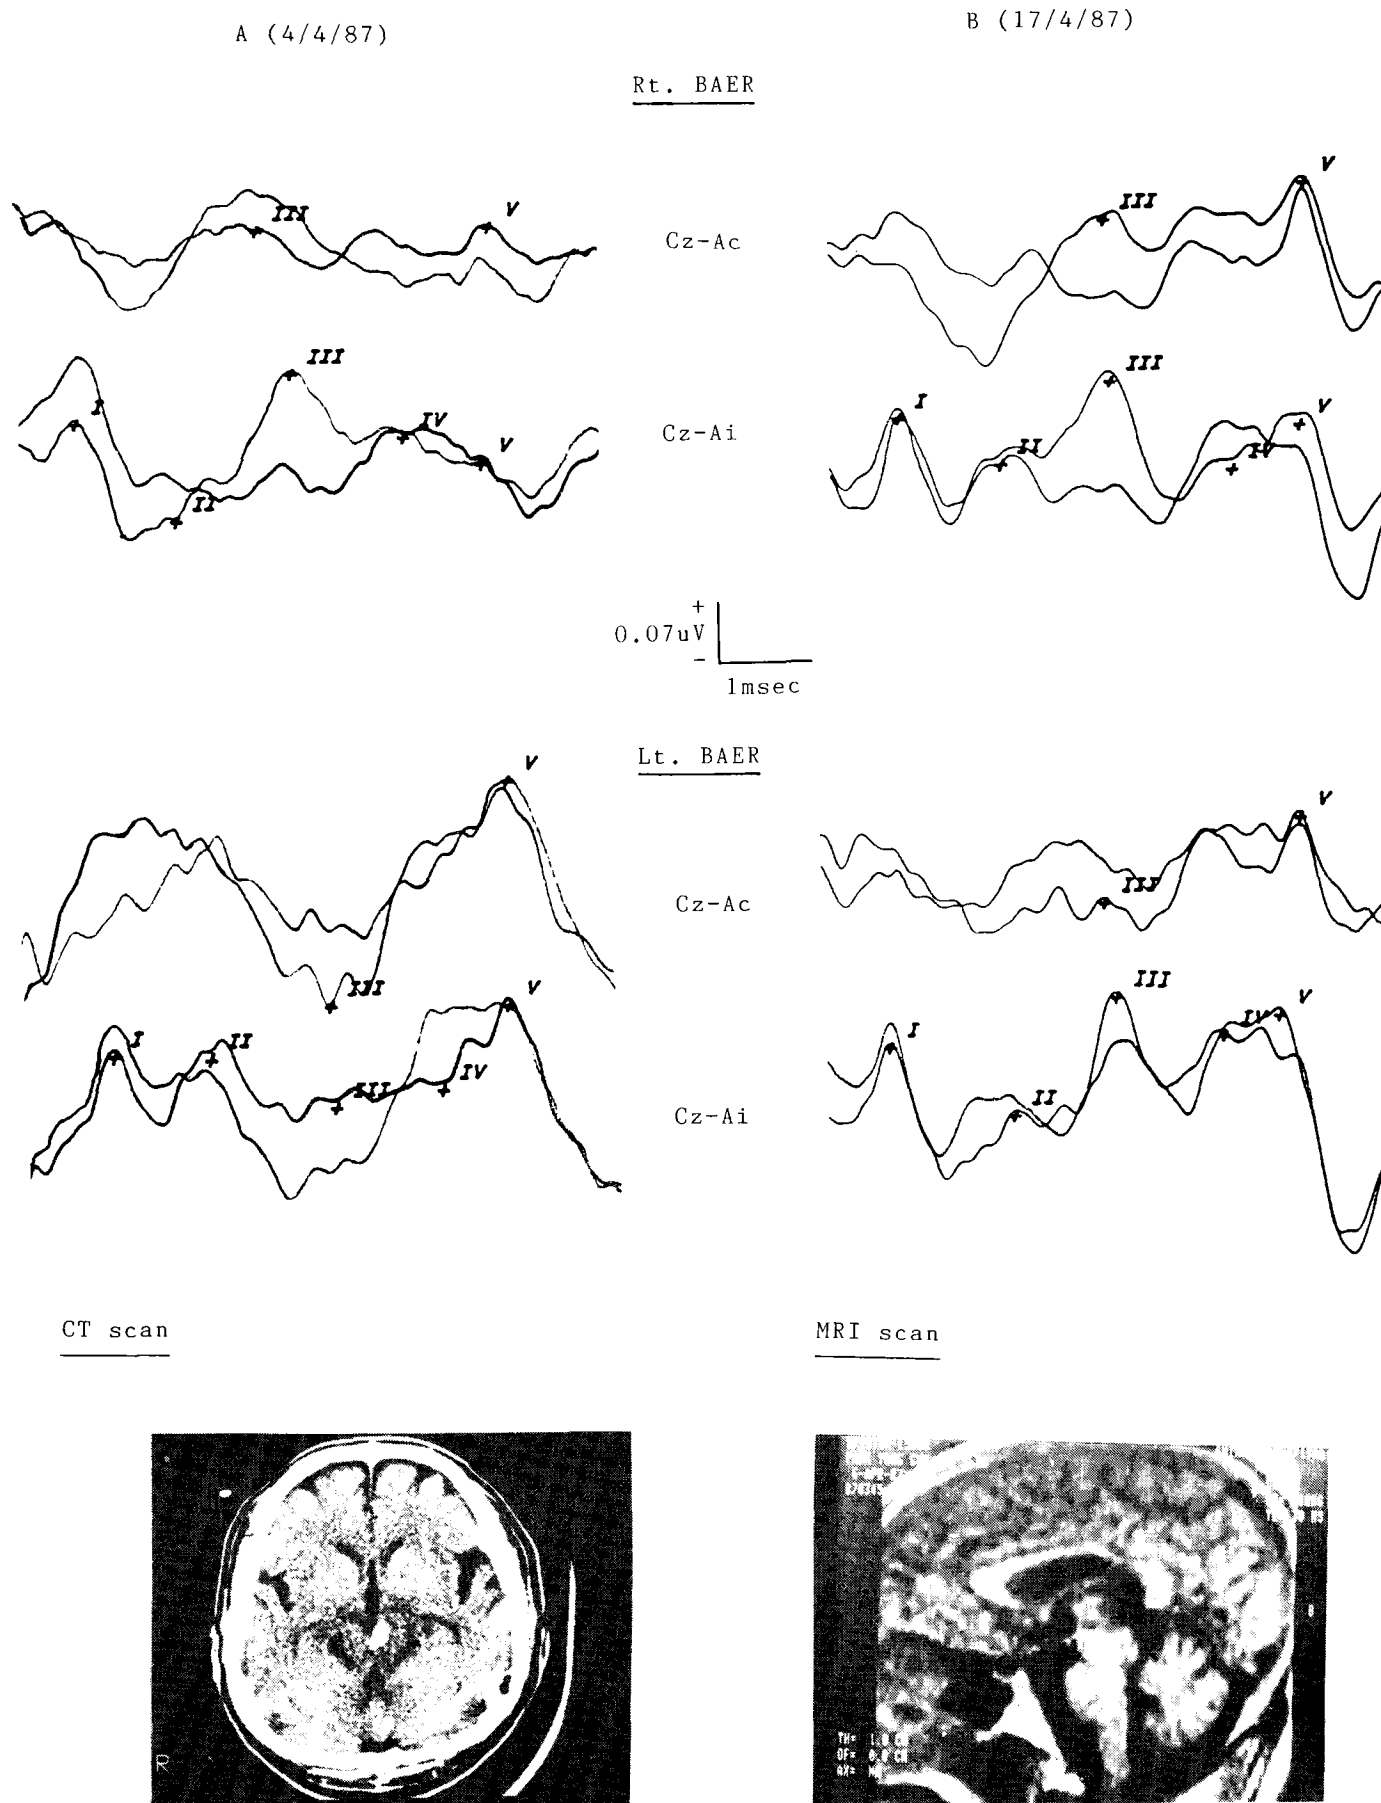 A (4/4/87)
B (17/4/87)
Rt. BAER
III
V
Cz-Ac
III
V
I
II
III
IV
V
Cz-Ai
I
II
III
V
+
0.07uV
-
1msec
Lt. BAER
V
III
Cz-Ac
III
V
I
II
III
IV
V
Cz-Ai
I
II
III
IV
V
CT scan
MRI scan
R